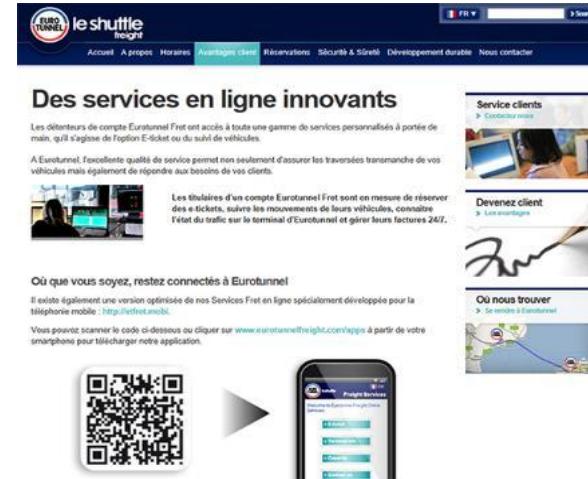 EURO
TUNNEL
le shuttle
freight
FR
Accueil A propos Horaires Avantages client Réservations Sécurité & Sûreté Développement durable Nous contacter
Des services en ligne innovants
Les détenteurs de compte Eurotunnel Fret ont accès à toute une gamme de services personnalisés à portée de
main, qu'il s'agisse de l'option E-ticket ou du suivi de véhicules.
A Eurotunnel, l'excellente qualité de service permet non seulement d'assurer les traversées transmanche de vos
véhicules mais également de répondre aux besoins de vos clients.
Les titulaires d'un compte Eurotunnel Fret sont en mesure de réserver
des e-tickets, suivre les mouvements de leurs véhicules, connaitre
l'état du trafic sur le terminal d'Eurotunnel et gérer leurs factures 24/7.
Où que vous soyez, restez connectés à Eurotunnel
Il existe également une version optimisée de nos Services Fret en ligne spécialement développée pour la
téléphonie mobile : http://etfret.mobi.
Vous pouvez scanner le code ci-dessous ou cliquer sur www.eurotunnelfreight.com/apps à partir de votre
smartphone pour télécharger notre application.
Freight Services
Service clients
Contactez nous
Devenez client
Les avantages
Où nous trouver
Se rendre à Eurotunnel